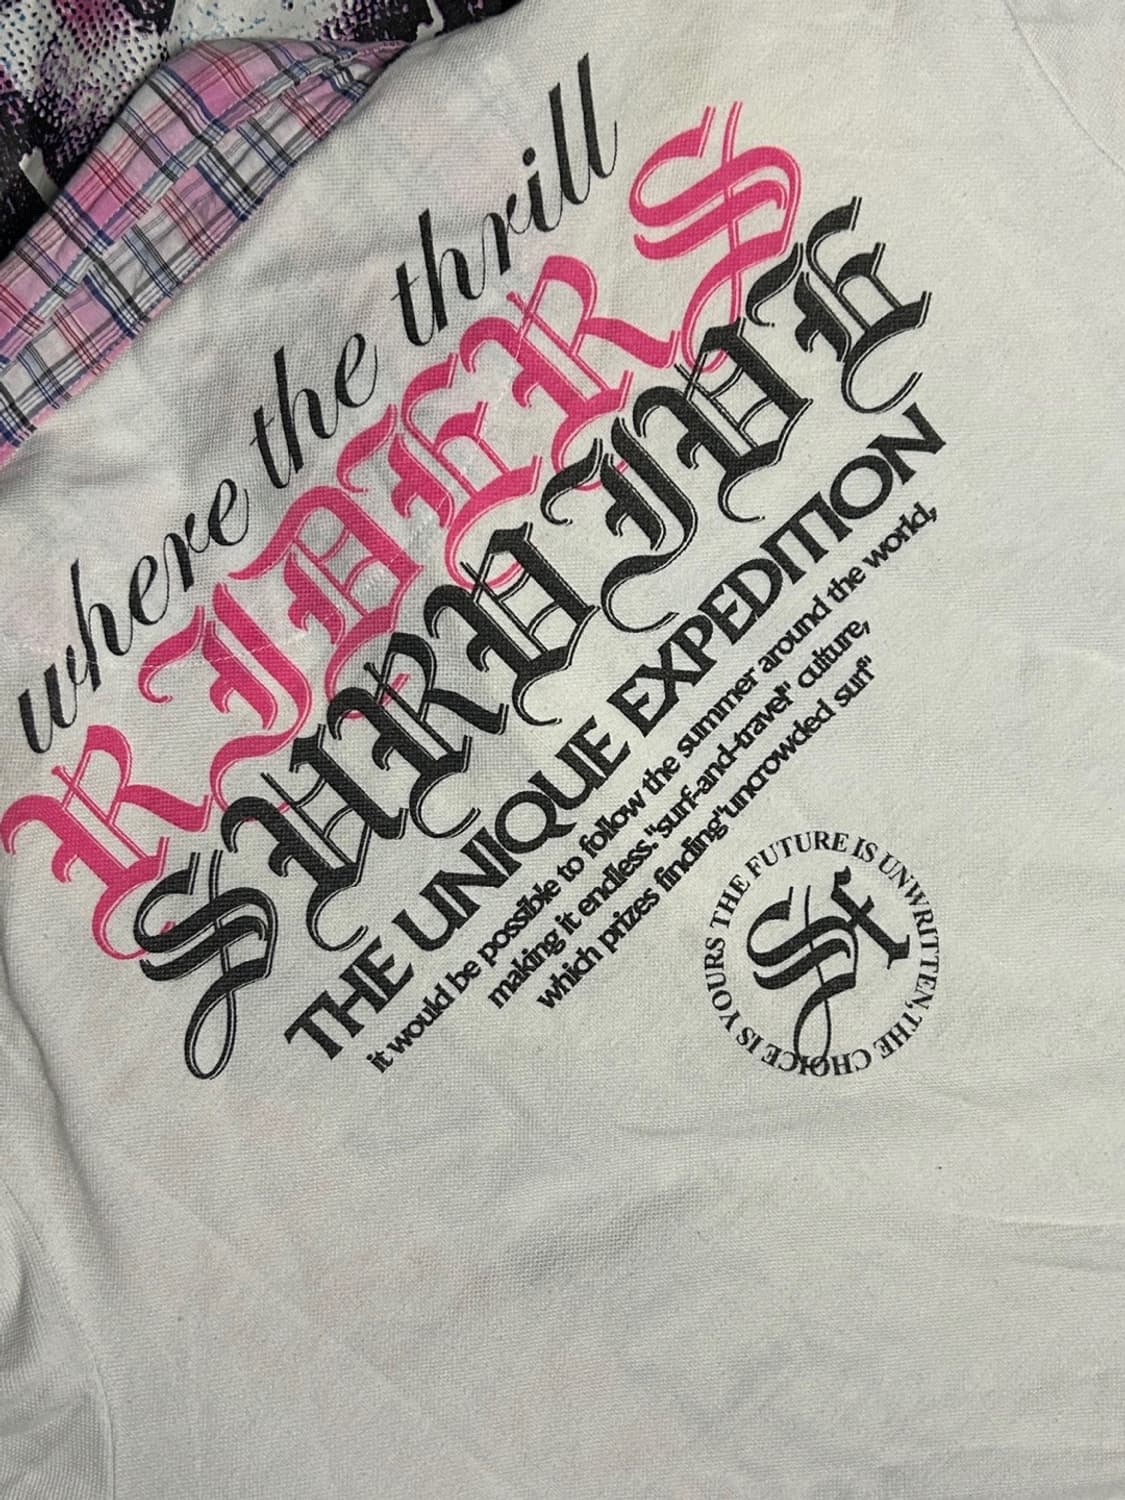 where the the thrill
RIDERS
SURVIVE
THE UNIQUE EXPEDITION
it would be possible to follow the summer around the world,
making it endless."surf-and-travel" culture,
which prizes finding"uncrowded surf"
THE FUTURE IS UNWRITTEN,THE CHOICE IS YOURS
Sf